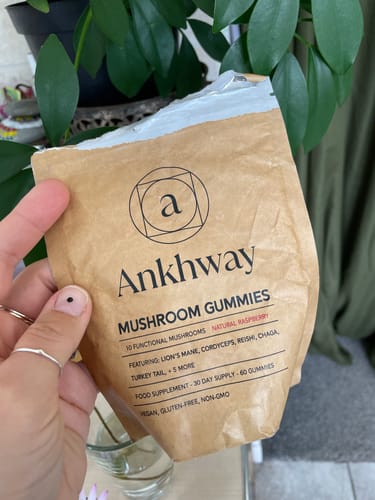 a
Ankhway
MUSHROOM GUMMIES
10 FUNCTIONAL MUSHROOMS NATURAL RASPBERRY
FEATURING: LION'S MANE, CORDYCEPS, REISHI, CHAGA,
TURKEY TAIL, + 5 MORE
FOOD SUPPLEMENT - 30 DAY SUPPLY - 60 GUMMIES
VEGAN, GLUTEN-FREE, NON-GMO